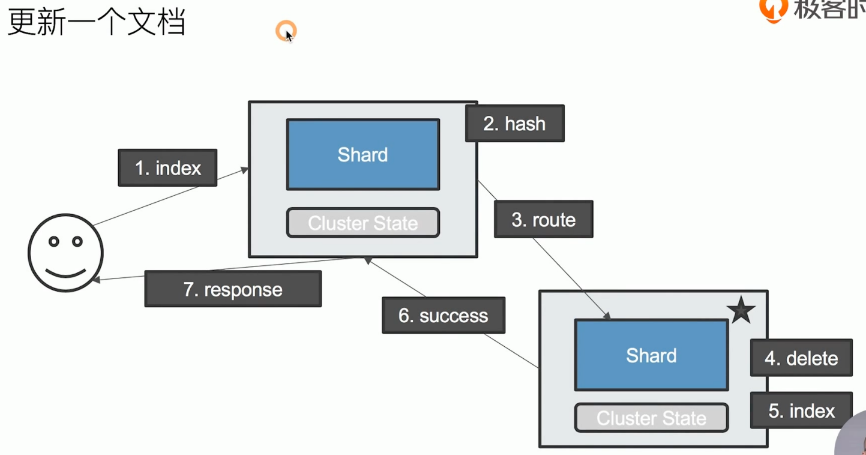 更新一个文档
极客时
2. hash
Shard
1. index
Cluster State
3. route
7. response
6. success
Shard
4. delete
5. index
Cluster State